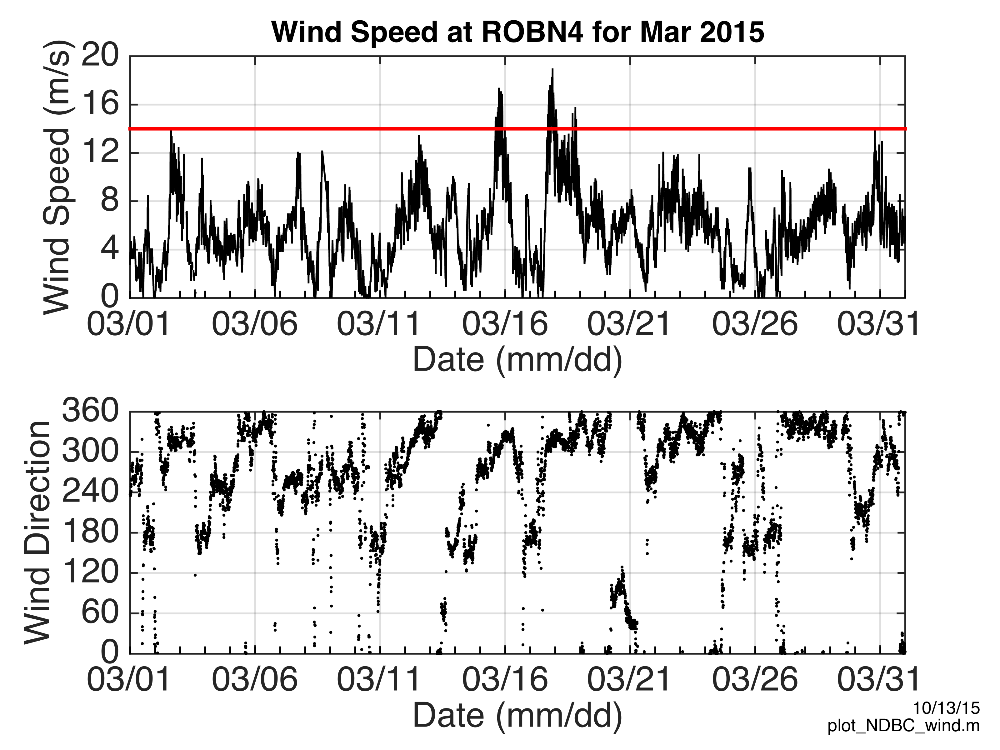 Wind Speed at ROBN4 for Mar 2015
Wind Speed (m/s)
20
16
12
8
4
0
03/01 03/06 03/11 03/16 03/21 03/26 03/31
Date (mm/dd)
Wind Direction
360
300
240
180
120
60
0
03/01 03/06 03/11 03/16 03/21 03/26 03/31
Date (mm/dd)
10/13/15
plot_NDBC_wind.m